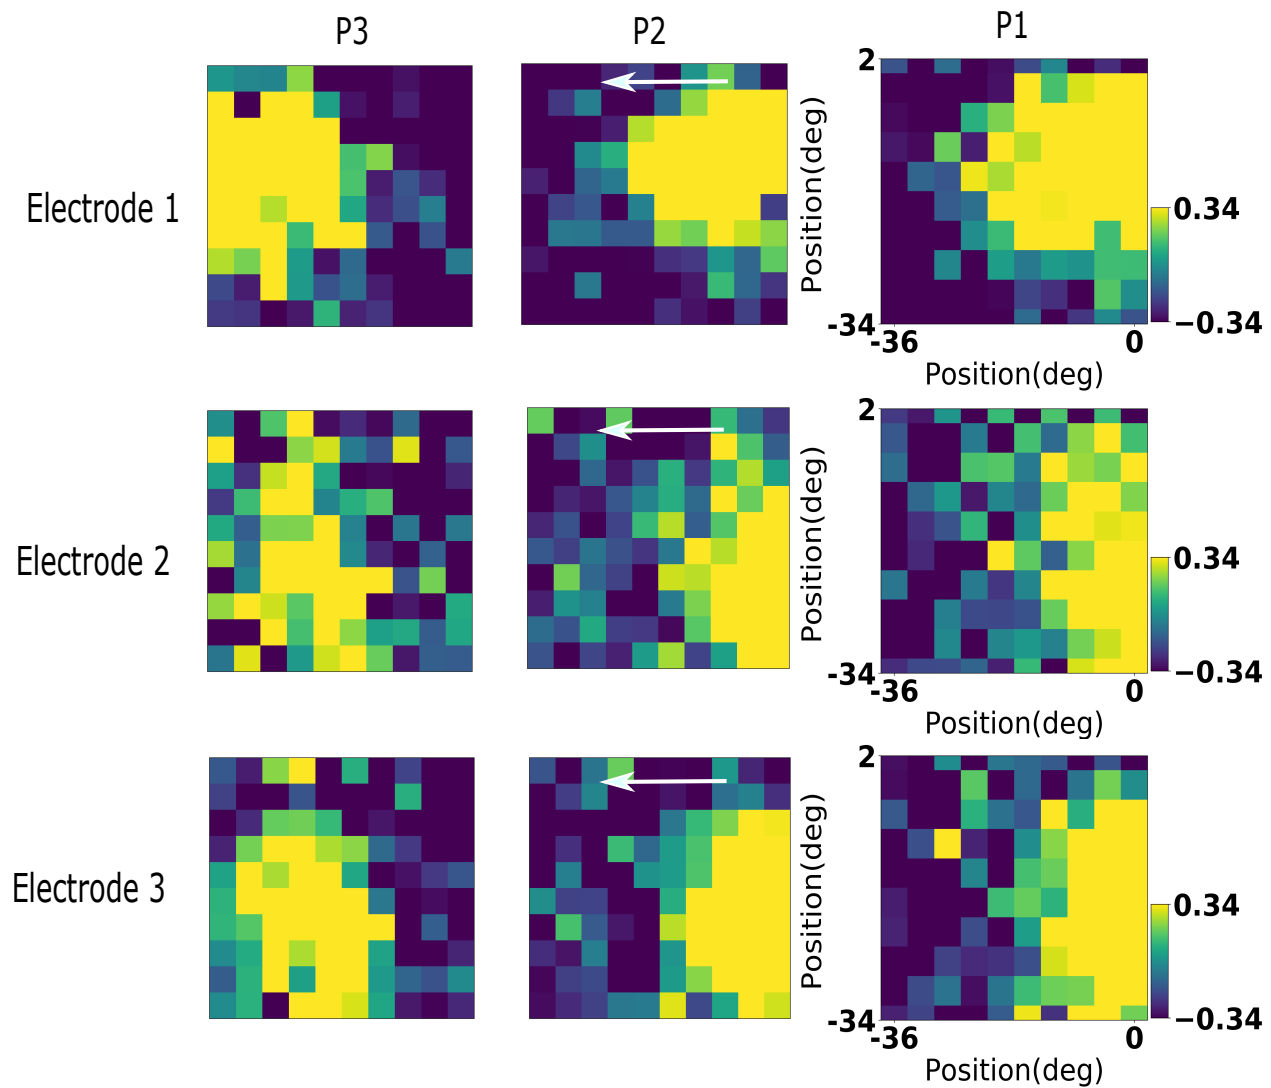 P3
P2
P1
Electrode 1
Position(deg)
2
-34
-36
0
Position(deg)
0.34
−0.34
Electrode 2
Position(deg)
2
-34
-36
0
Position(deg)
0.34
−0.34
Electrode 3
Position(deg)
2
-34
-36
0
Position(deg)
0.34
−0.34